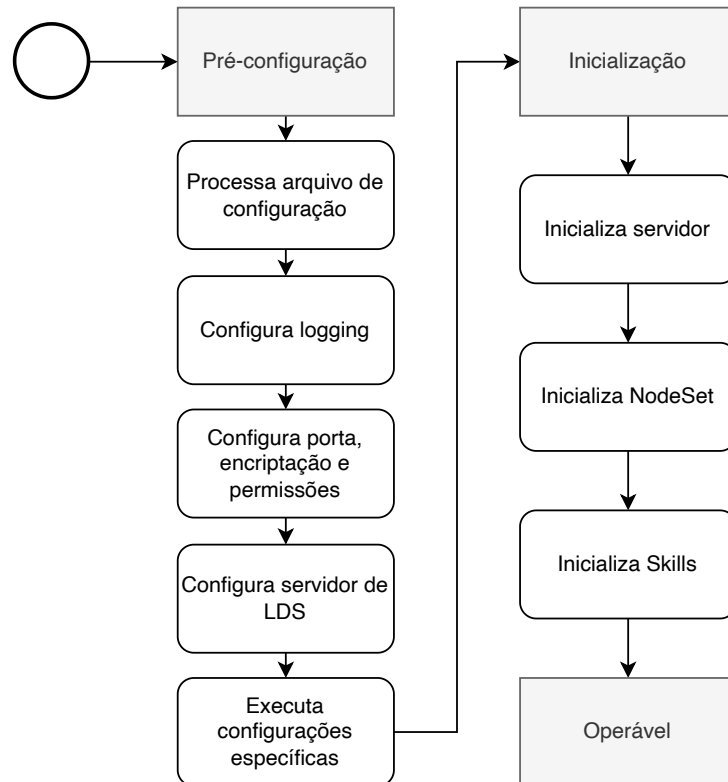 Pré-configuração
Processa arquivo de
configuração
Configura logging
Configura porta,
encriptação e
permissões
Configura servidor de
LDS
Executa
configurações
específicas
Inicialização
Inicializa servidor
Inicializa NodeSet
Inicializa Skills
Operável